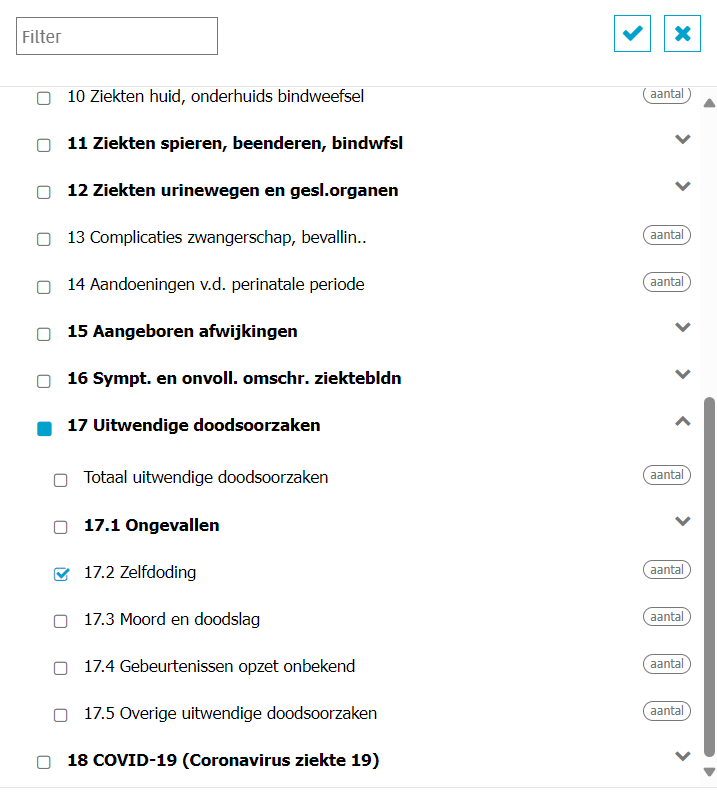 Filter
10 Ziekten huid, onderhuids bindweefsel aantal
11 Ziekten spieren, beenderen, bindwfsl
12 Ziekten urinewegen en gesl.organen
13 Complicaties zwangerschap, bevallin.. aantal
14 Aandoeningen v.d. perinatale periode aantal
15 Aangeboren afwijkingen
16 Sympt. en onvoll. omschr. ziektebldn
17 Uitwendige doodsoorzaken
Totaal uitwendige doodsoorzaken aantal
17.1 Ongevallen
17.2 Zelfdoding aantal
17.3 Moord en doodslag aantal
17.4 Gebeurtenissen opzet onbekend aantal
17.5 Overige uitwendige doodsoorzaken aantal
18 COVID-19 (Coronavirus ziekte 19)